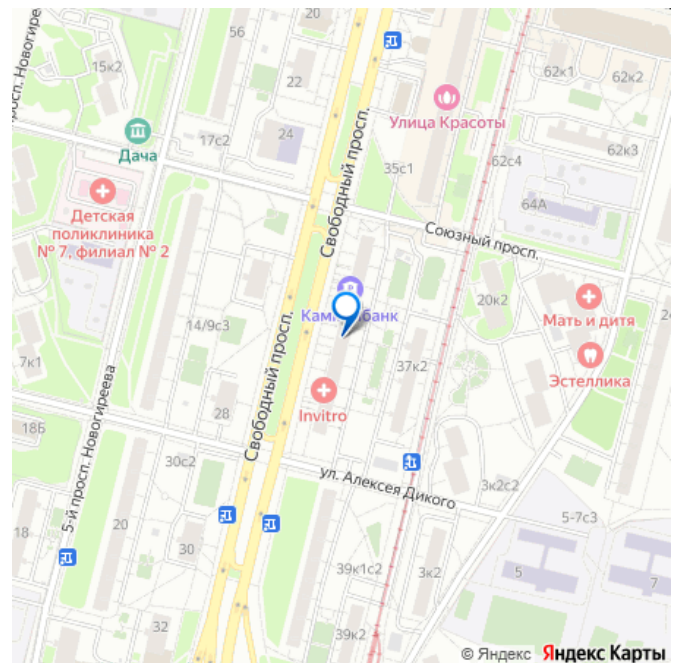 20
56
15к2
22
62к1
62к2
просп. Новогирее
Улица Красоты
Дача
17с2
24
62к3
35с1
62с4
Свободный просп.
64А
Детская
поликлиника
№ 7, филиал № 2
Союзный просп.
20к2
Мать и дитя
14/9с3
37к2
7к1
Эстеллика
Invitro
28
18Б
Свободный просп.
5-й просп. Новогиреева
30с2
ул. Алексея Дикого
3к2с2
5-7с3
18
20
30
39к1с2
3к2
5
7
32
39к2
© Яндекс Яндекс Карты